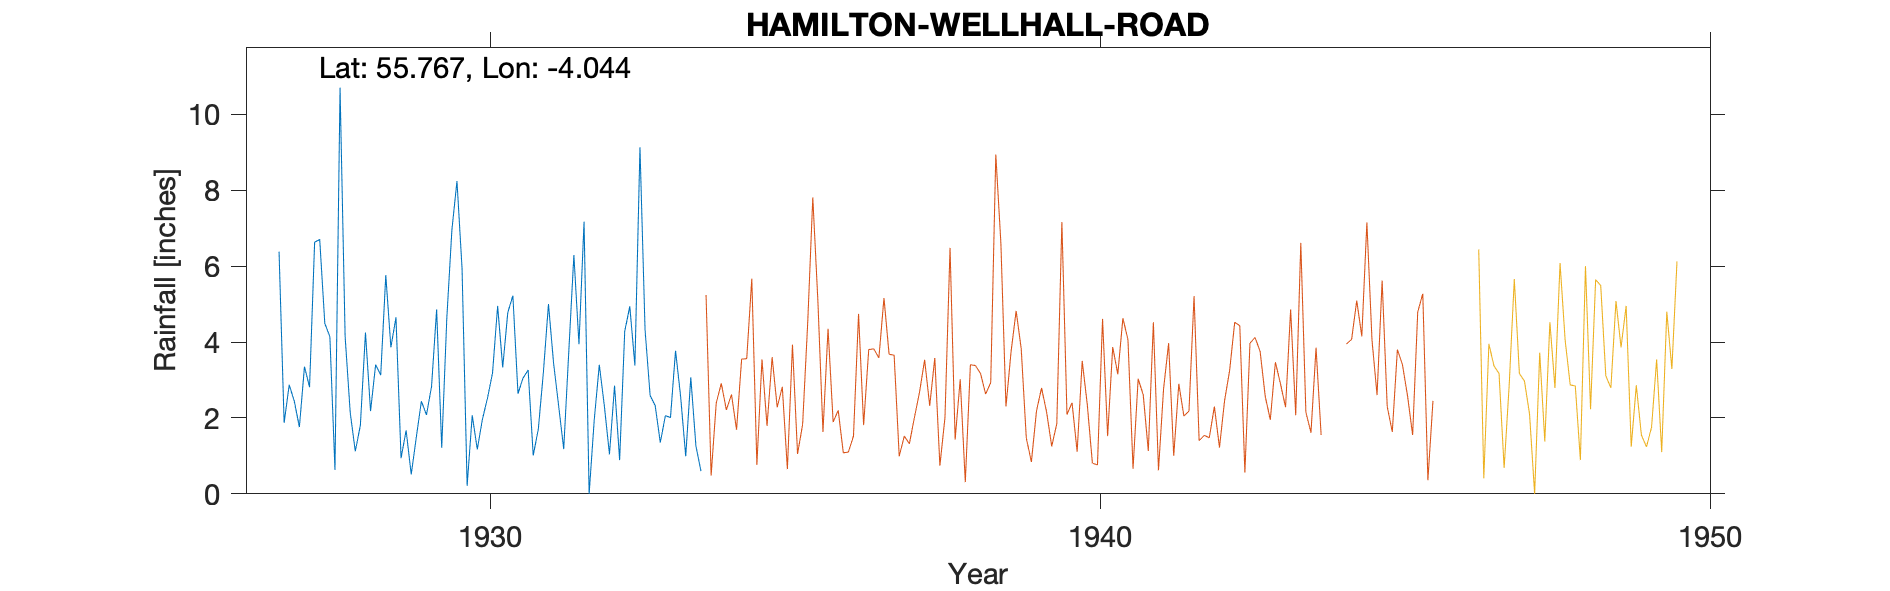 HAMILTON-WELLHALL-ROAD
Lat: 55.767, Lon: -4.044
10
8
6
4
2
0
Rainfall [inches]
1930 1940 1950
Year